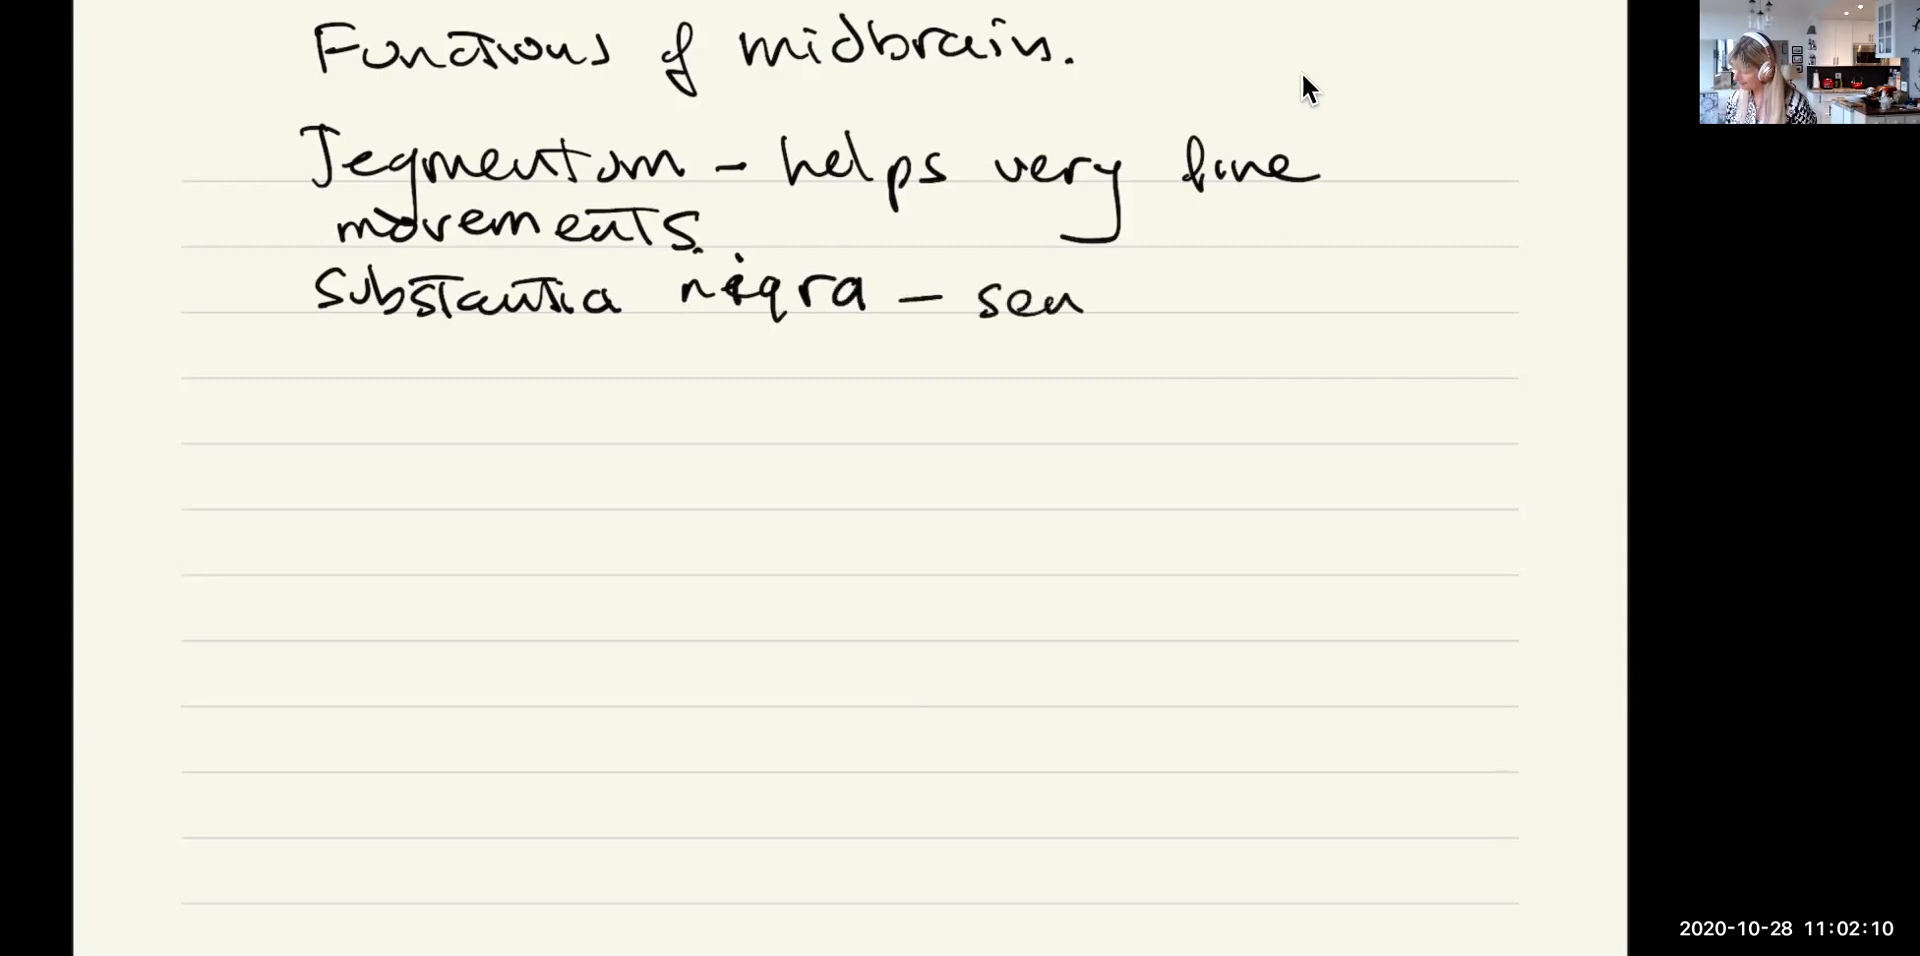 Functions of midbrain.
Tegmentum - helps very fine
movements.
Substantia nigra - sen
2020-10-28 11:02:10